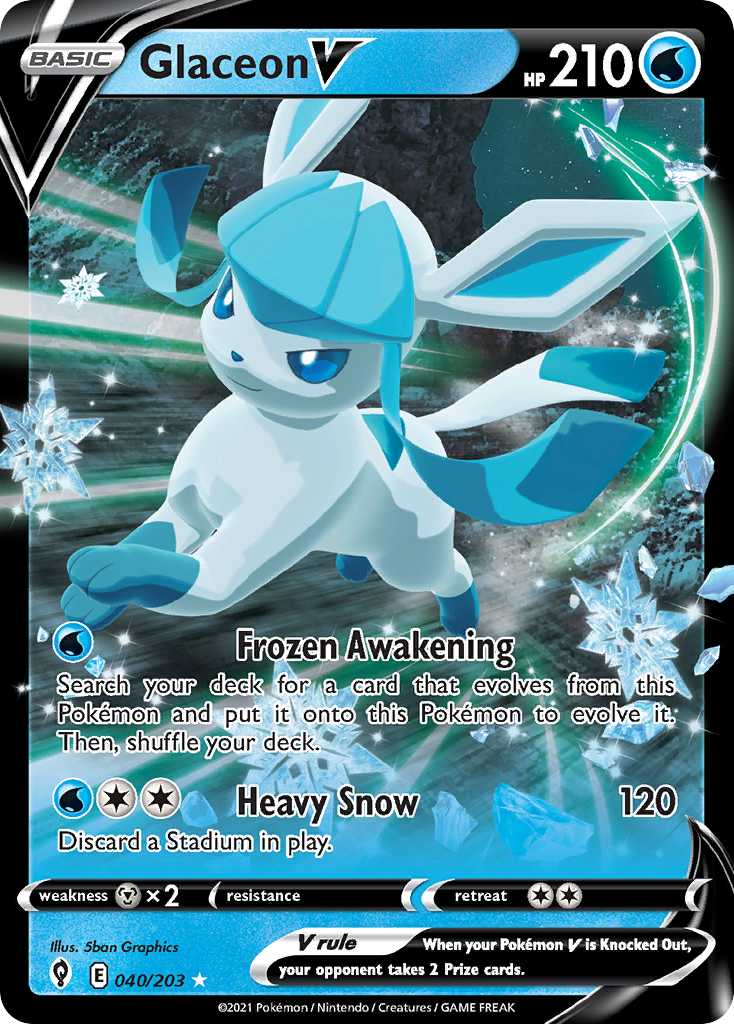 BASIC Glaceon V HP 210
Frozen Awakening
Search your deck for a card that evolves from this
Pokémon and put it onto this Pokémon to evolve it.
Then, shuffle your deck.
Heavy Snow 120
Discard a Stadium in play.
weakness ×2 resistance retreat
Illus. 5ban Graphics
V rule When your Pokémon V is Knocked Out,
your opponent takes 2 Prize cards.
E 040/203
©2021 Pokémon / Nintendo / Creatures / GAME FREAK